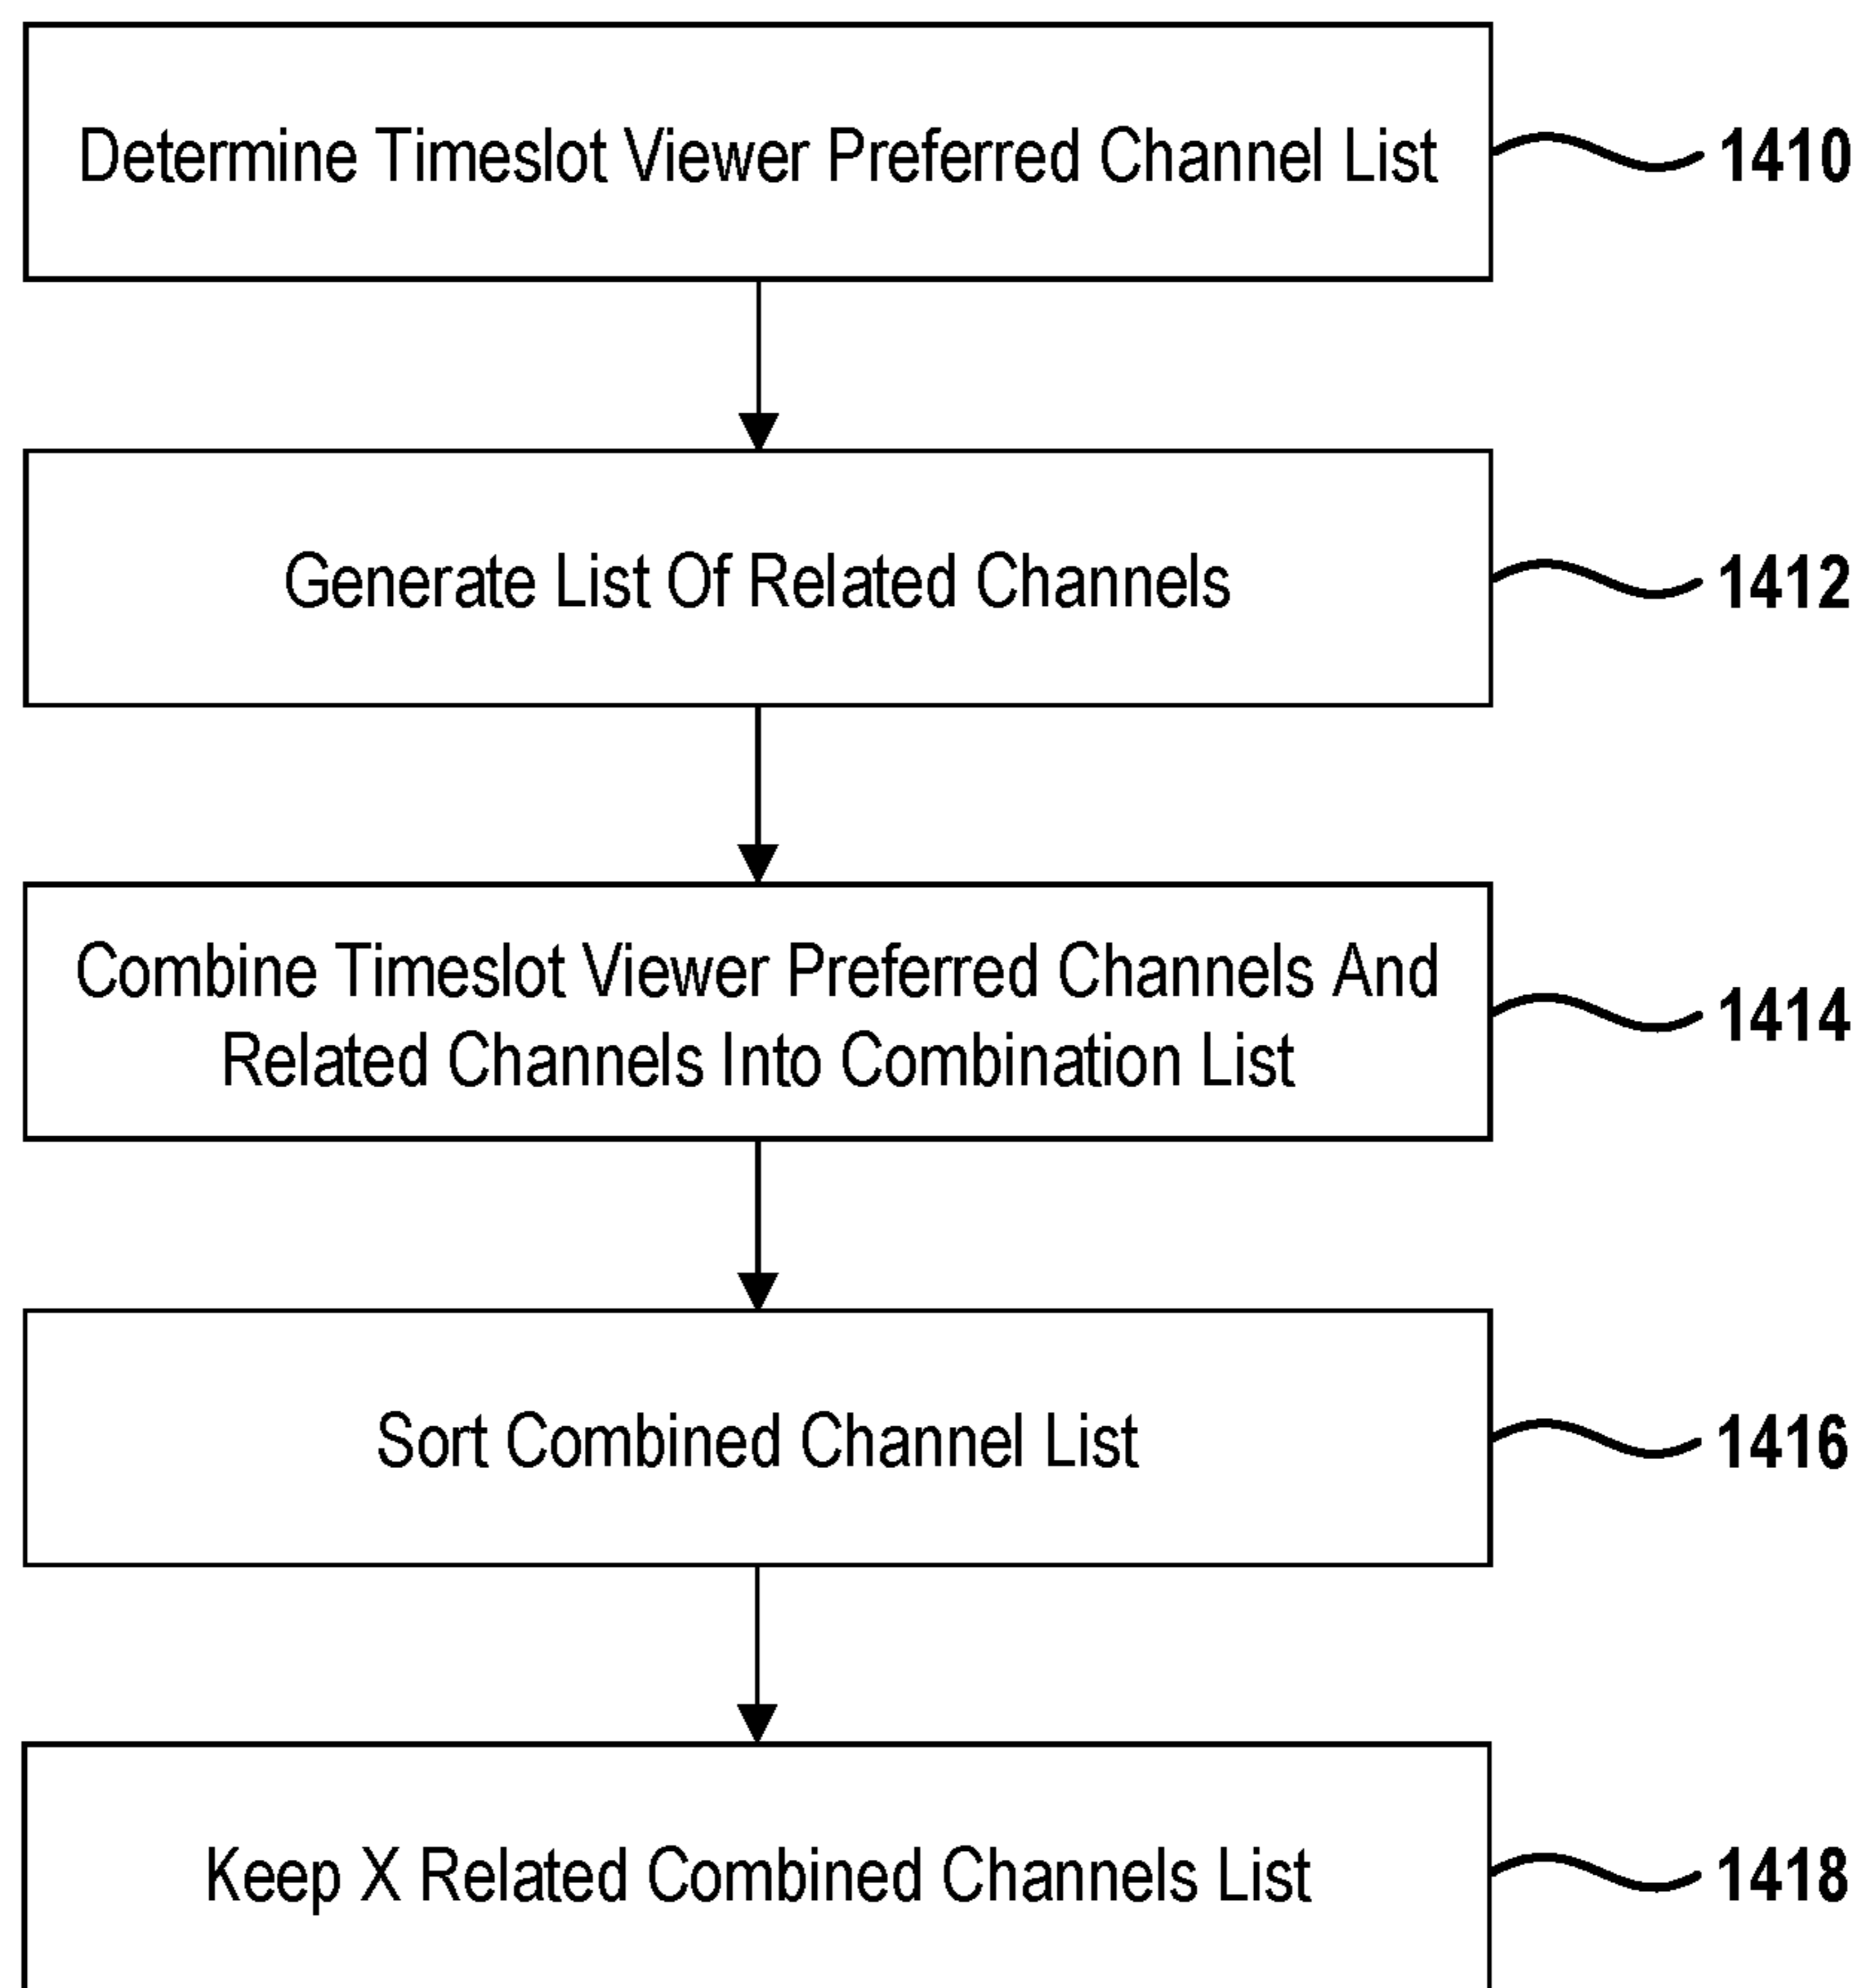 Determine Timeslot Viewer Preferred Channel List
1410
Generate List Of Related Channels
1412
Combine Timeslot Viewer Preferred Channels And
Related Channels Into Combination List
1414
Sort Combined Channel List
1416
Keep X Related Combined Channels List
1418